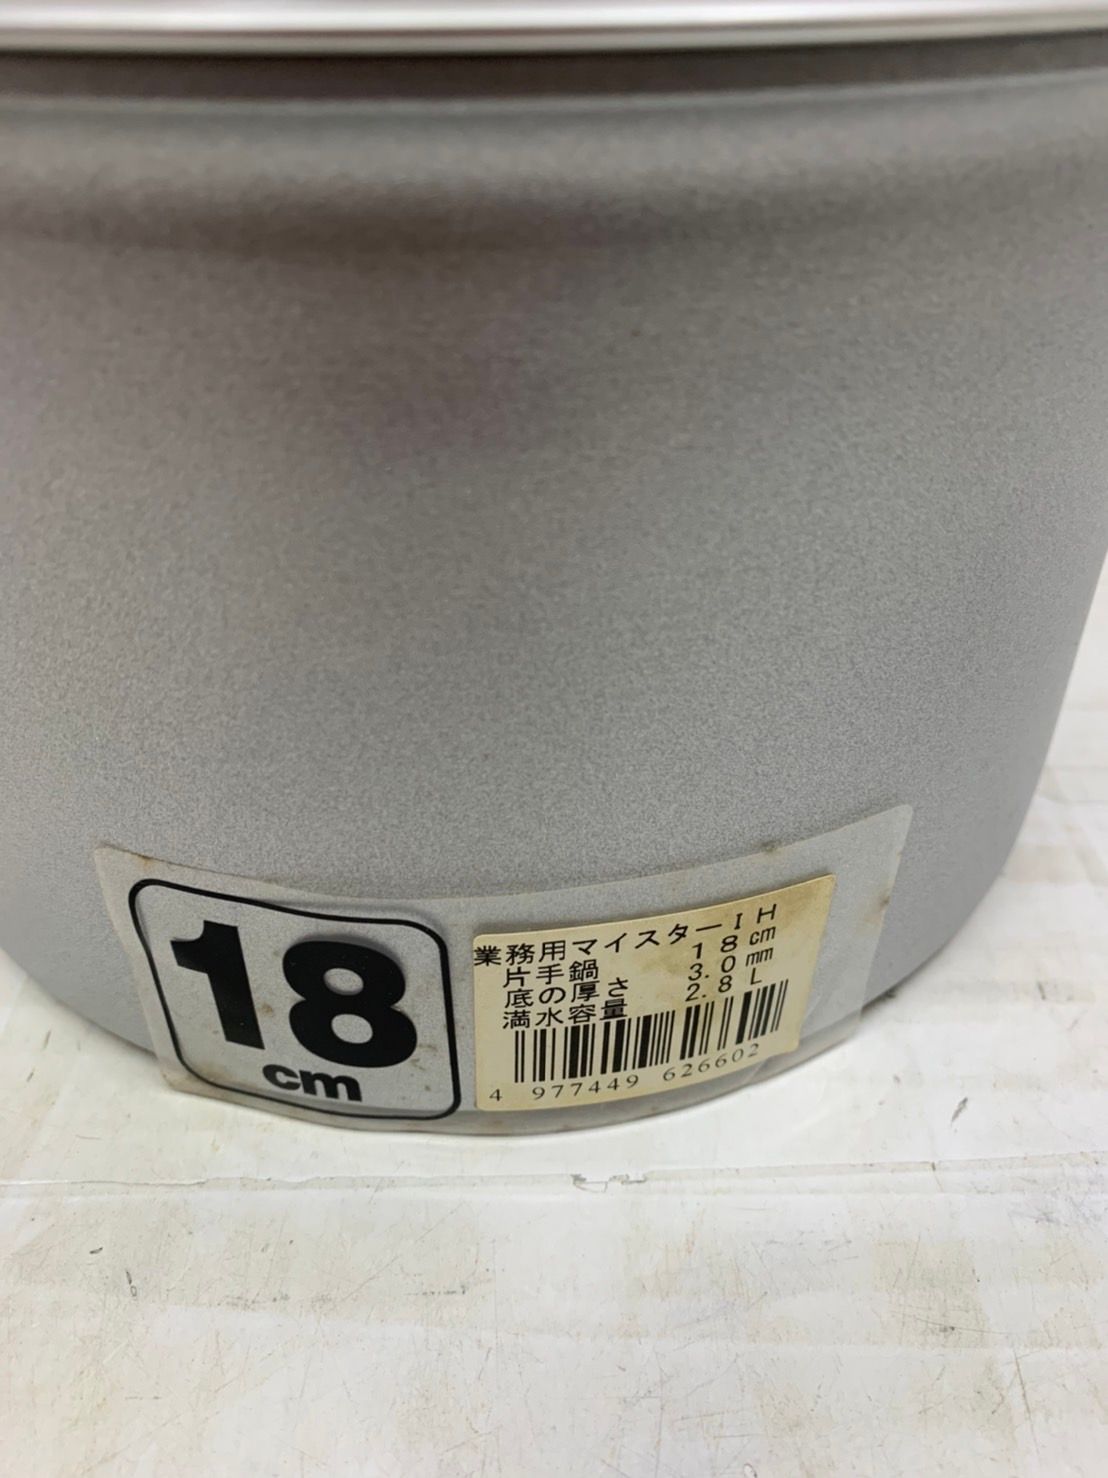 18
cm
業務用マイスターIH
片手鍋 18cm
底の厚さ 3.0mm
満水容量 2.8L
4 977449 626602